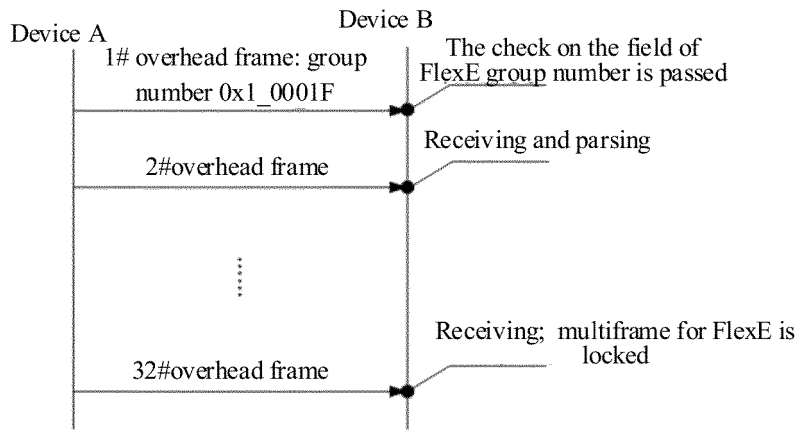 Device A
Device B
1# overhead frame: group
number 0x1_0001F
The check on the field of
FlexE group number is passed
2#overhead frame
Receiving and parsing
32#overhead frame
Receiving; multiframe for FlexE is
locked